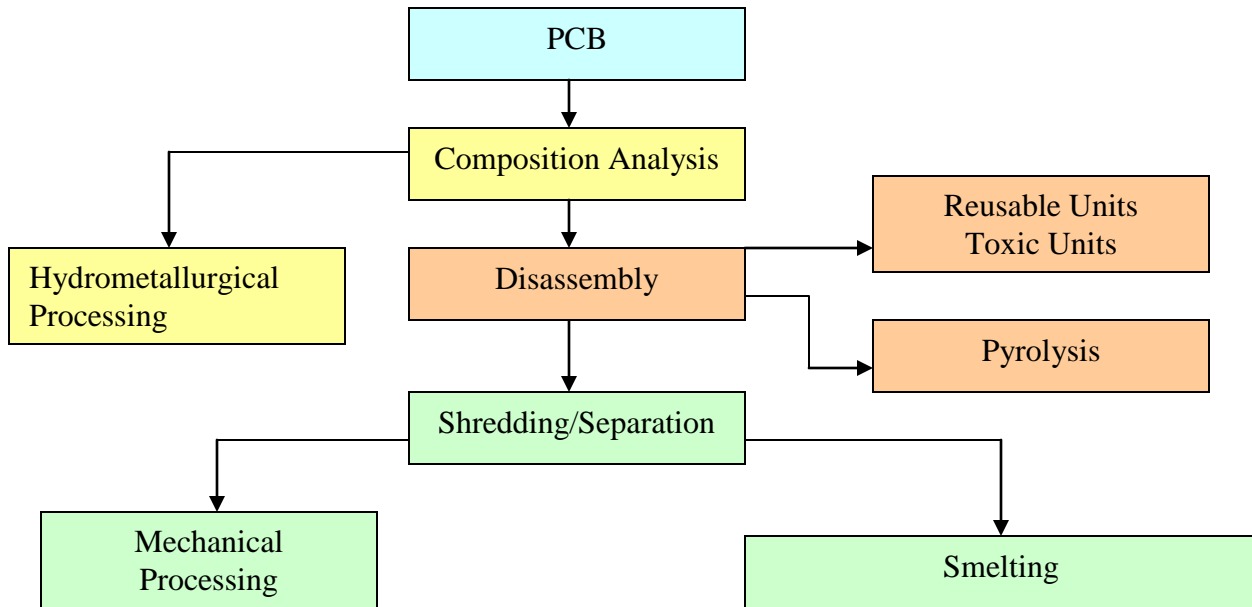 PCB
Composition Analysis
Reusable Units
Toxic Units
Hydrometallurgical
Processing
Disassembly
Pyrolysis
Shredding/Separation
Mechanical
Processing
Smelting